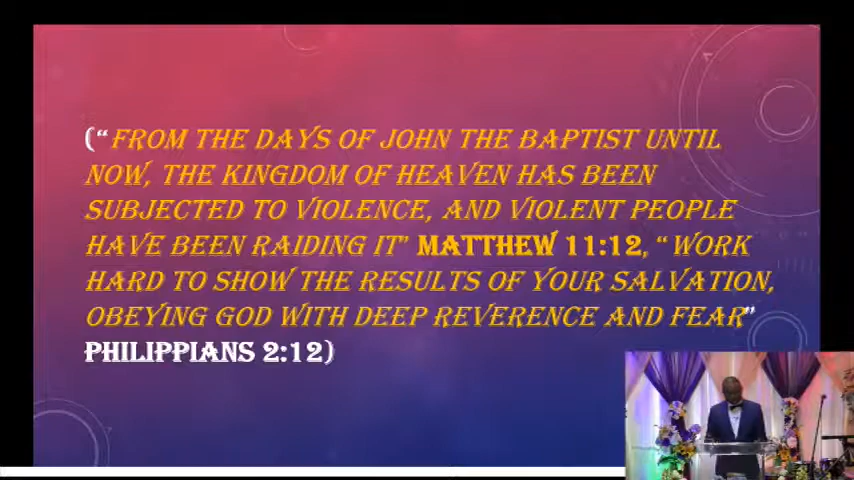 (“FROM THE DAYS OF JOHN THE BAPTIST UNTIL
NOW, THE KINGDOM OF HEAVEN HAS BEEN
SUBJECTED TO VIOLENCE, AND VIOLENT PEOPLE
HAVE BEEN RAIDING IT” MATTHEW 11:12, “WORK
HARD TO SHOW THE RESULTS OF YOUR SALVATION,
OBEYING GOD WITH DEEP REVERENCE AND FEAR”
PHILIPPIANS 2:12)